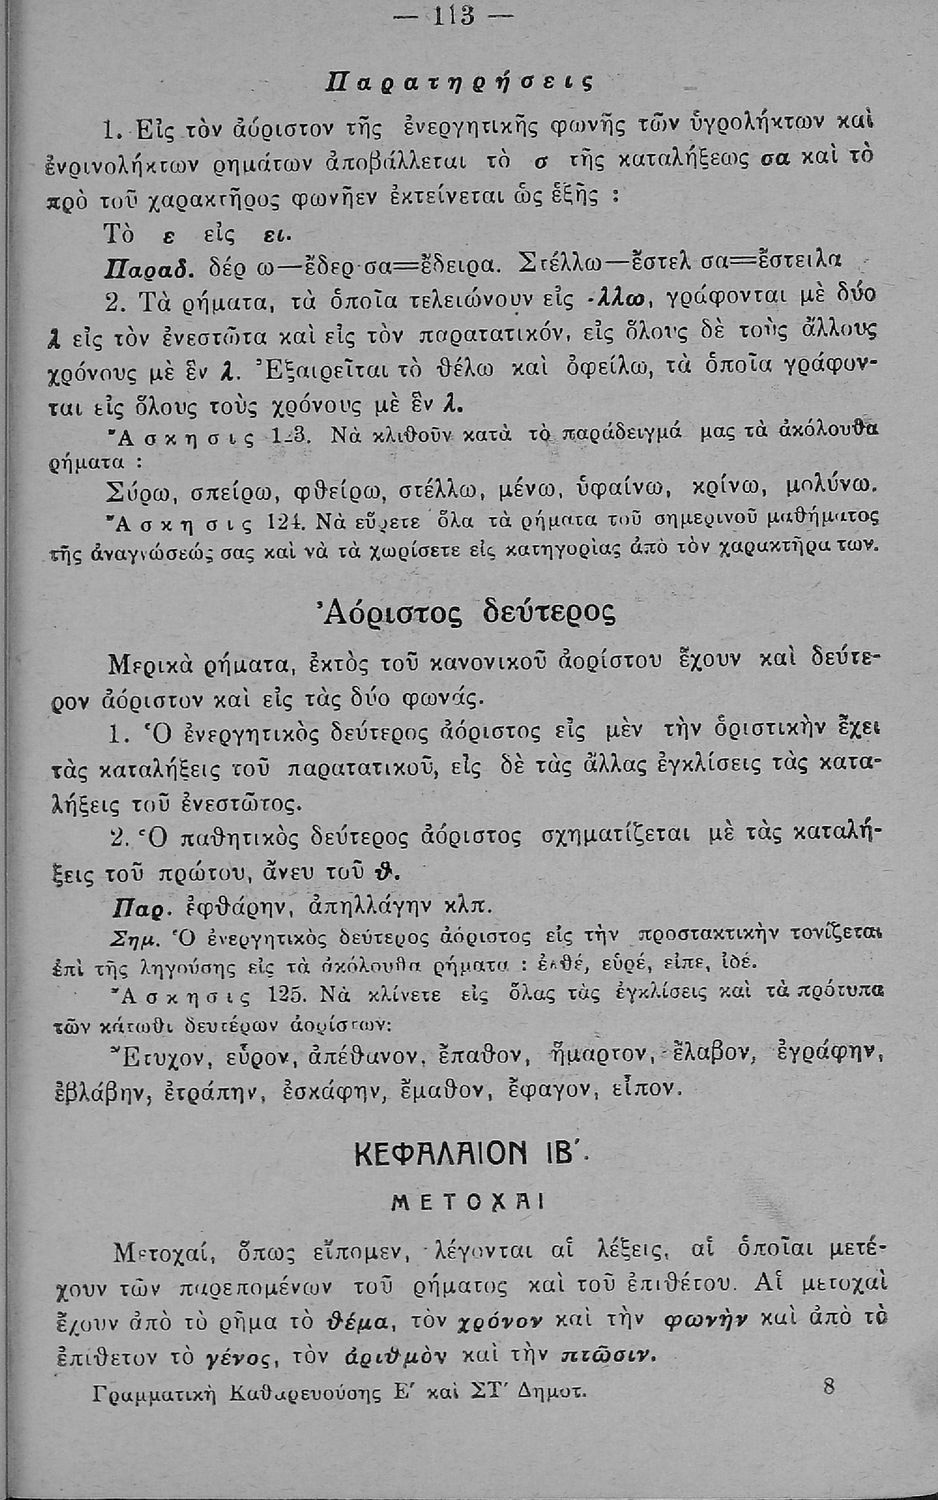 — 113 —
Παρατηρήσεις
1. Εἰς τὸν ἀόριστον τῆς ἐνεργητικῆς φωνῆς τῶν ὑγρολήκτων καὶ
ἐνρινολήκτων ρημάτων ἀποβάλλεται τὸ σ τῆς καταλήξεως σα καὶ τὸ
πρὸ τοῦ χαρακτῆρος φωνῆεν ἐκτείνεται ὡς ἑξῆς :
Τὸ ε εἰς ει.
Παραδ. δέρ ω—ἔδερ-σα=ἔδειρα. Στέλλω—ἔστελ σα=ἔστειλα
2. Τὰ ρήματα, τὰ ὁποῖα τελειώνουν εἰς -λλω, γράφονται μὲ δύο
λ εἰς τὸν ἐνεστῶτα καὶ εἰς τὸν παρατατικόν, εἰς ὅλους δὲ τοὺς ἄλλους
χρόνους μὲ ἓν λ. Ἐξαιρεῖται τὸ θέλω καὶ ὀφείλω, τὰ ὁποῖα γράφον-
ται εἰς ὅλους τοὺς χρόνους μὲ ἓν λ.
Ἄσκησις 123. Νὰ κλιθοῦν κατὰ τὸ παράδειγμά μας τὰ ἀκόλουθα
ρήματα :
Σύρω, σπείρω, φθείρω, στέλλω, μένω, ὑφαίνω, κρίνω, μολύνω.
Ἄσκησις 124. Νὰ εὕρετε ὅλα τὰ ρήματα τοῦ σημερινοῦ μαθήματος
τῆς ἀναγνώσεώς σας καὶ νὰ τὰ χωρίσετε εἰς κατηγορίας ἀπὸ τὸν χαρακτῆρα των.
Ἀόριστος δεύτερος
Μερικὰ ρήματα, ἐκτὸς τοῦ κανονικοῦ ἀορίστου ἔχουν καὶ δεύτε-
ρον ἀόριστον καὶ εἰς τὰς δύο φωνάς.
1. Ὁ ἐνεργητικὸς δεύτερος ἀόριστος εἰς μὲν τὴν ὁριστικὴν ἔχει
τὰς καταλήξεις τοῦ παρατατικοῦ, εἰς δὲ τὰς ἄλλας ἐγκλίσεις τὰς κατα-
λήξεις τοῦ ἐνεστῶτος.
2. Ὁ παθητικὸς δεύτερος ἀόριστος σχηματίζεται μὲ τὰς καταλή-
ξεις τοῦ πρώτου, ἄνευ τοῦ θ.
Παρ. ἐφθάρην, ἀπηλλάγην κλπ.
Σημ. Ὁ ἐνεργητικὸς δεύτερος ἀόριστος εἰς τὴν προστακτικὴν τονίζεται
ἐπὶ τῆς ληγούσης εἰς τὰ ἀκόλουθα ρήματα : ἐλθέ, εὑρέ, εἰπε, ἰδέ.
Ἄσκησις 125. Νὰ κλίνετε εἰς ὅλας τὰς ἐγκλίσεις καὶ τὰ πρότυπα
τῶν κάτωθι δευτέρων ἀορίστων:
Ἔτυχον, εὗρον, ἀπέθανον, ἔπαθον, ἥμαρτον, ἔλαβον, ἐγράφην,
ἐβλάβην, ἐτράπην, ἐσκάφην, ἔμαθον, ἔφαγον, εἶπον.
ΚΕΦΑΛΑΙΟΝ ΙΒ΄.
ΜΕΤΟΧΑΙ
Μετοχαί, ὅπως εἴπομεν, λέγονται αἱ λέξεις, αἱ ὁποῖαι μετέ-
χουν τῶν παρεπομένων τοῦ ρήματος καὶ τοῦ ἐπιθέτου. Αἱ μετοχαὶ
ἔχουν ἀπὸ τὸ ρῆμα τὸ θέμα, τὸν χρόνον καὶ τὴν φωνὴν καὶ ἀπὸ τὸ
ἐπίθετον τὸ γένος, τὸν ἀριθμὸν καὶ τὴν πτῶσιν.
Γραμματικὴ Καθαρευούσης Ε΄ καὶ ΣΤ΄ Δημοτ. 8